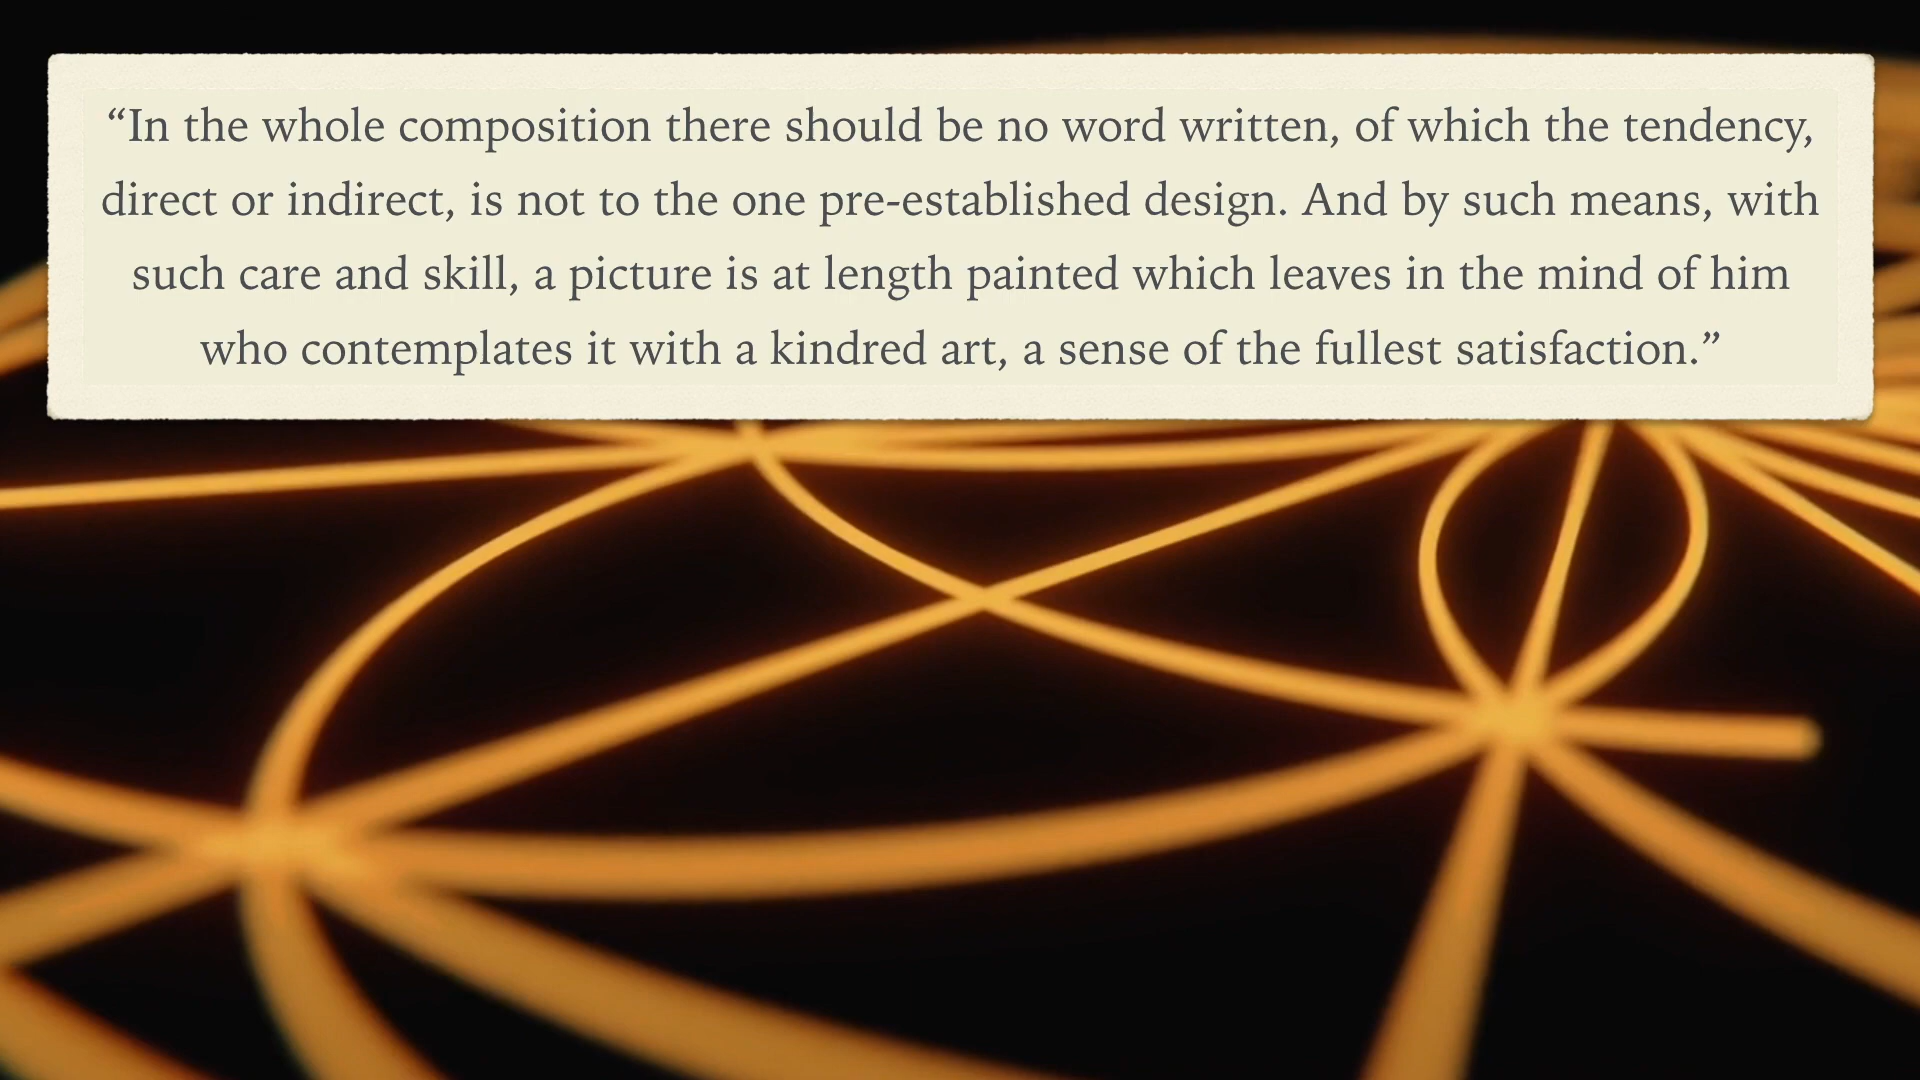 “In the whole composition there should be no word written, of which the tendency,
direct or indirect, is not to the one pre-established design. And by such means, with
such care and skill, a picture is at length painted which leaves in the mind of him
who contemplates it with a kindred art, a sense of the fullest satisfaction.”